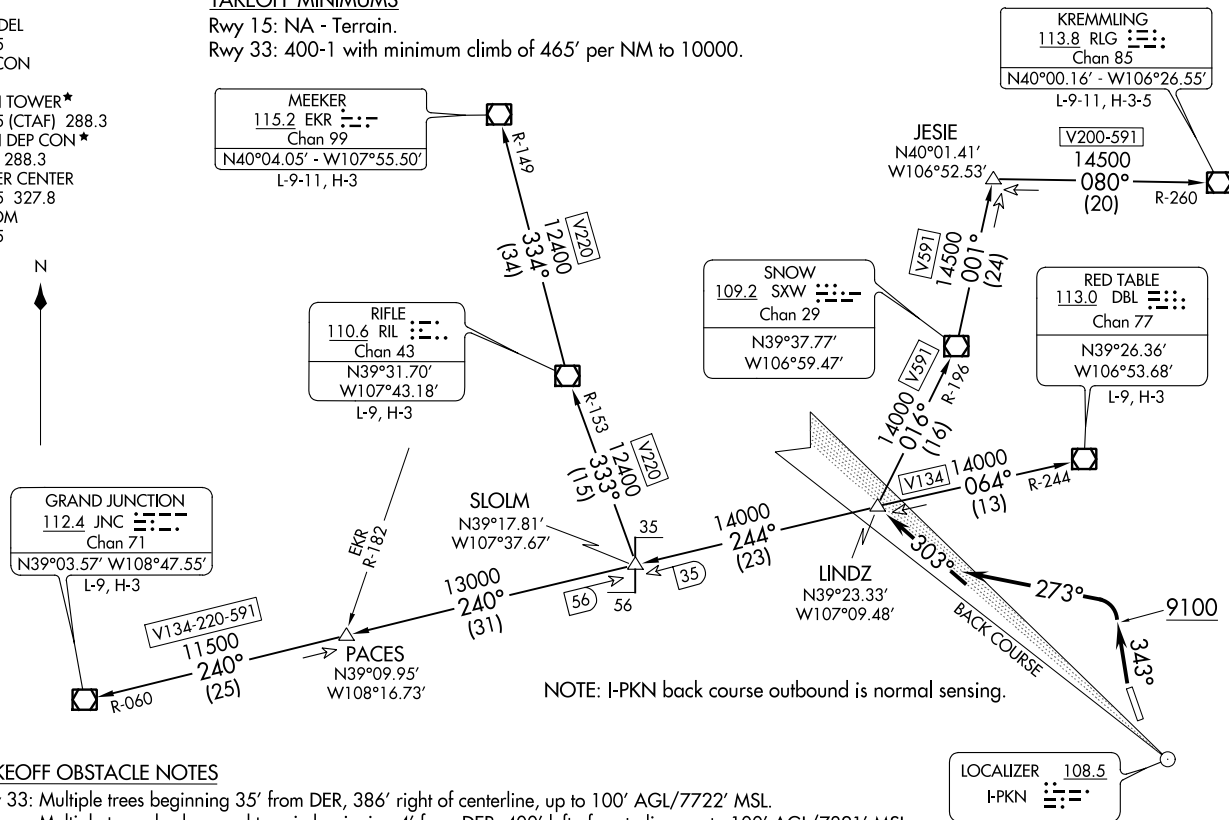 TAKEOFF MINIMUMS
Rwy 15: NA - Terrain.
Rwy 33: 400-1 with minimum climb of 465' per NM to 10000.
DEL
5
CON
TOWER★
5 (CTAF) 288.3
DEP CON★
288.3
ER CENTER
5 327.8
OM
5
N
MEEKER
115.2 EKR
Chan 99
N40°04.05' - W107°55.50'
L-9-11, H-3
R-149
V220
12400
334°
(34)
KREMMLING
113.8 RLG
Chan 85
N40°00.16' - W106°26.55'
L-9-11, H-3-5
JESIE
N40°01.41'
W106°52.53'
V200-591
14500
080°
(20)
R-260
V591
14500
001°
(24)
SNOW
109.2 SXW
Chan 29
N39°37.77'
W106°59.47'
RED TABLE
113.0 DBL
Chan 77
N39°26.36'
W106°53.68'
L-9, H-3
RIFLE
110.6 RIL
Chan 43
N39°31.70'
W107°43.18'
L-9, H-3
R-153
V220
12400
333°
(15)
V591
14000
016°
(16)
R-196
V134
14000
064°
(13)
R-244
GRAND JUNCTION
112.4 JNC
Chan 71
N39°03.57' W108°47.55'
L-9, H-3
EKR
R-182
SLOLM
N39°17.81'
W107°37.67'
35
56
56
35
14000
244°
(23)
LINDZ
N39°23.33'
W107°09.48'
303°
273°
9100
343°
BACK COURSE
13000
240°
(31)
V134-220-591
11500
240°
(25)
R-060
PACES
N39°09.95'
W108°16.73'
NOTE: I-PKN back course outbound is normal sensing.
LOCALIZER 108.5
I-PKN
KEOFF OBSTACLE NOTES
33: Multiple trees beginning 35' from DER, 386' right of centerline, up to 100' AGL/7722' MSL.